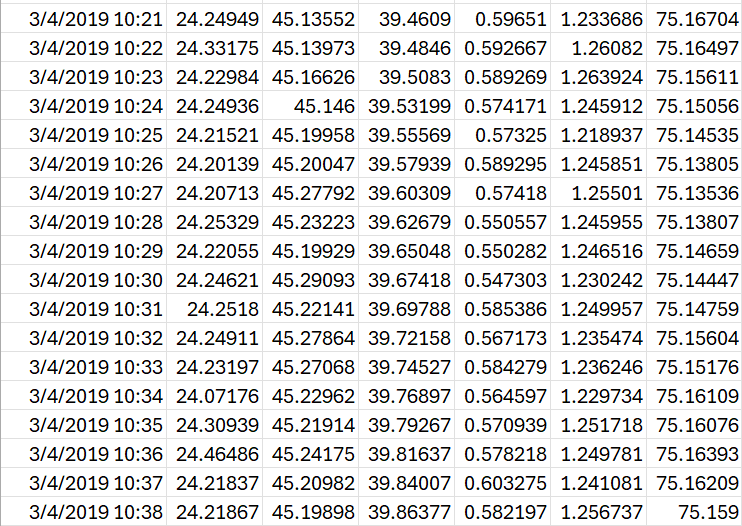 3/4/2019 10:21 24.24949 45.13552 39.4609 0.59651 1.233686 75.16704
3/4/2019 10:22 24.33175 45.13973 39.4846 0.592667 1.26082 75.16497
3/4/2019 10:23 24.22984 45.16626 39.5083 0.589269 1.263924 75.15611
3/4/2019 10:24 24.24936 45.146 39.53199 0.574171 1.245912 75.15056
3/4/2019 10:25 24.21521 45.19958 39.55569 0.57325 1.218937 75.14535
3/4/2019 10:26 24.20139 45.20047 39.57939 0.589295 1.245851 75.13805
3/4/2019 10:27 24.20713 45.27792 39.60309 0.57418 1.25501 75.13536
3/4/2019 10:28 24.25329 45.23223 39.62679 0.550557 1.245955 75.13807
3/4/2019 10:29 24.22055 45.19929 39.65048 0.550282 1.246516 75.14659
3/4/2019 10:30 24.24621 45.29093 39.67418 0.547303 1.230242 75.14447
3/4/2019 10:31 24.2518 45.22141 39.69788 0.585386 1.249957 75.14759
3/4/2019 10:32 24.24911 45.27864 39.72158 0.567173 1.235474 75.15604
3/4/2019 10:33 24.23197 45.27068 39.74527 0.584279 1.236246 75.15176
3/4/2019 10:34 24.07176 45.22962 39.76897 0.564597 1.229734 75.16109
3/4/2019 10:35 24.30939 45.21914 39.79267 0.570939 1.251718 75.16076
3/4/2019 10:36 24.46486 45.24175 39.81637 0.578218 1.249781 75.16393
3/4/2019 10:37 24.21837 45.20982 39.84007 0.603275 1.241081 75.16209
3/4/2019 10:38 24.21867 45.19898 39.86377 0.582197 1.256737 75.159